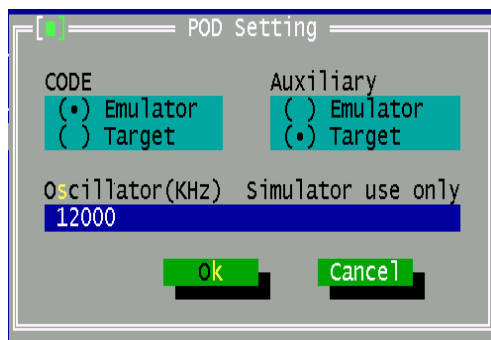 [■] POD Setting
CODE Auxiliary
(•) Emulator ( ) Emulator
( ) Target (•) Target
Oscillator(KHz) Simulator use only
12000
Ok Cancel